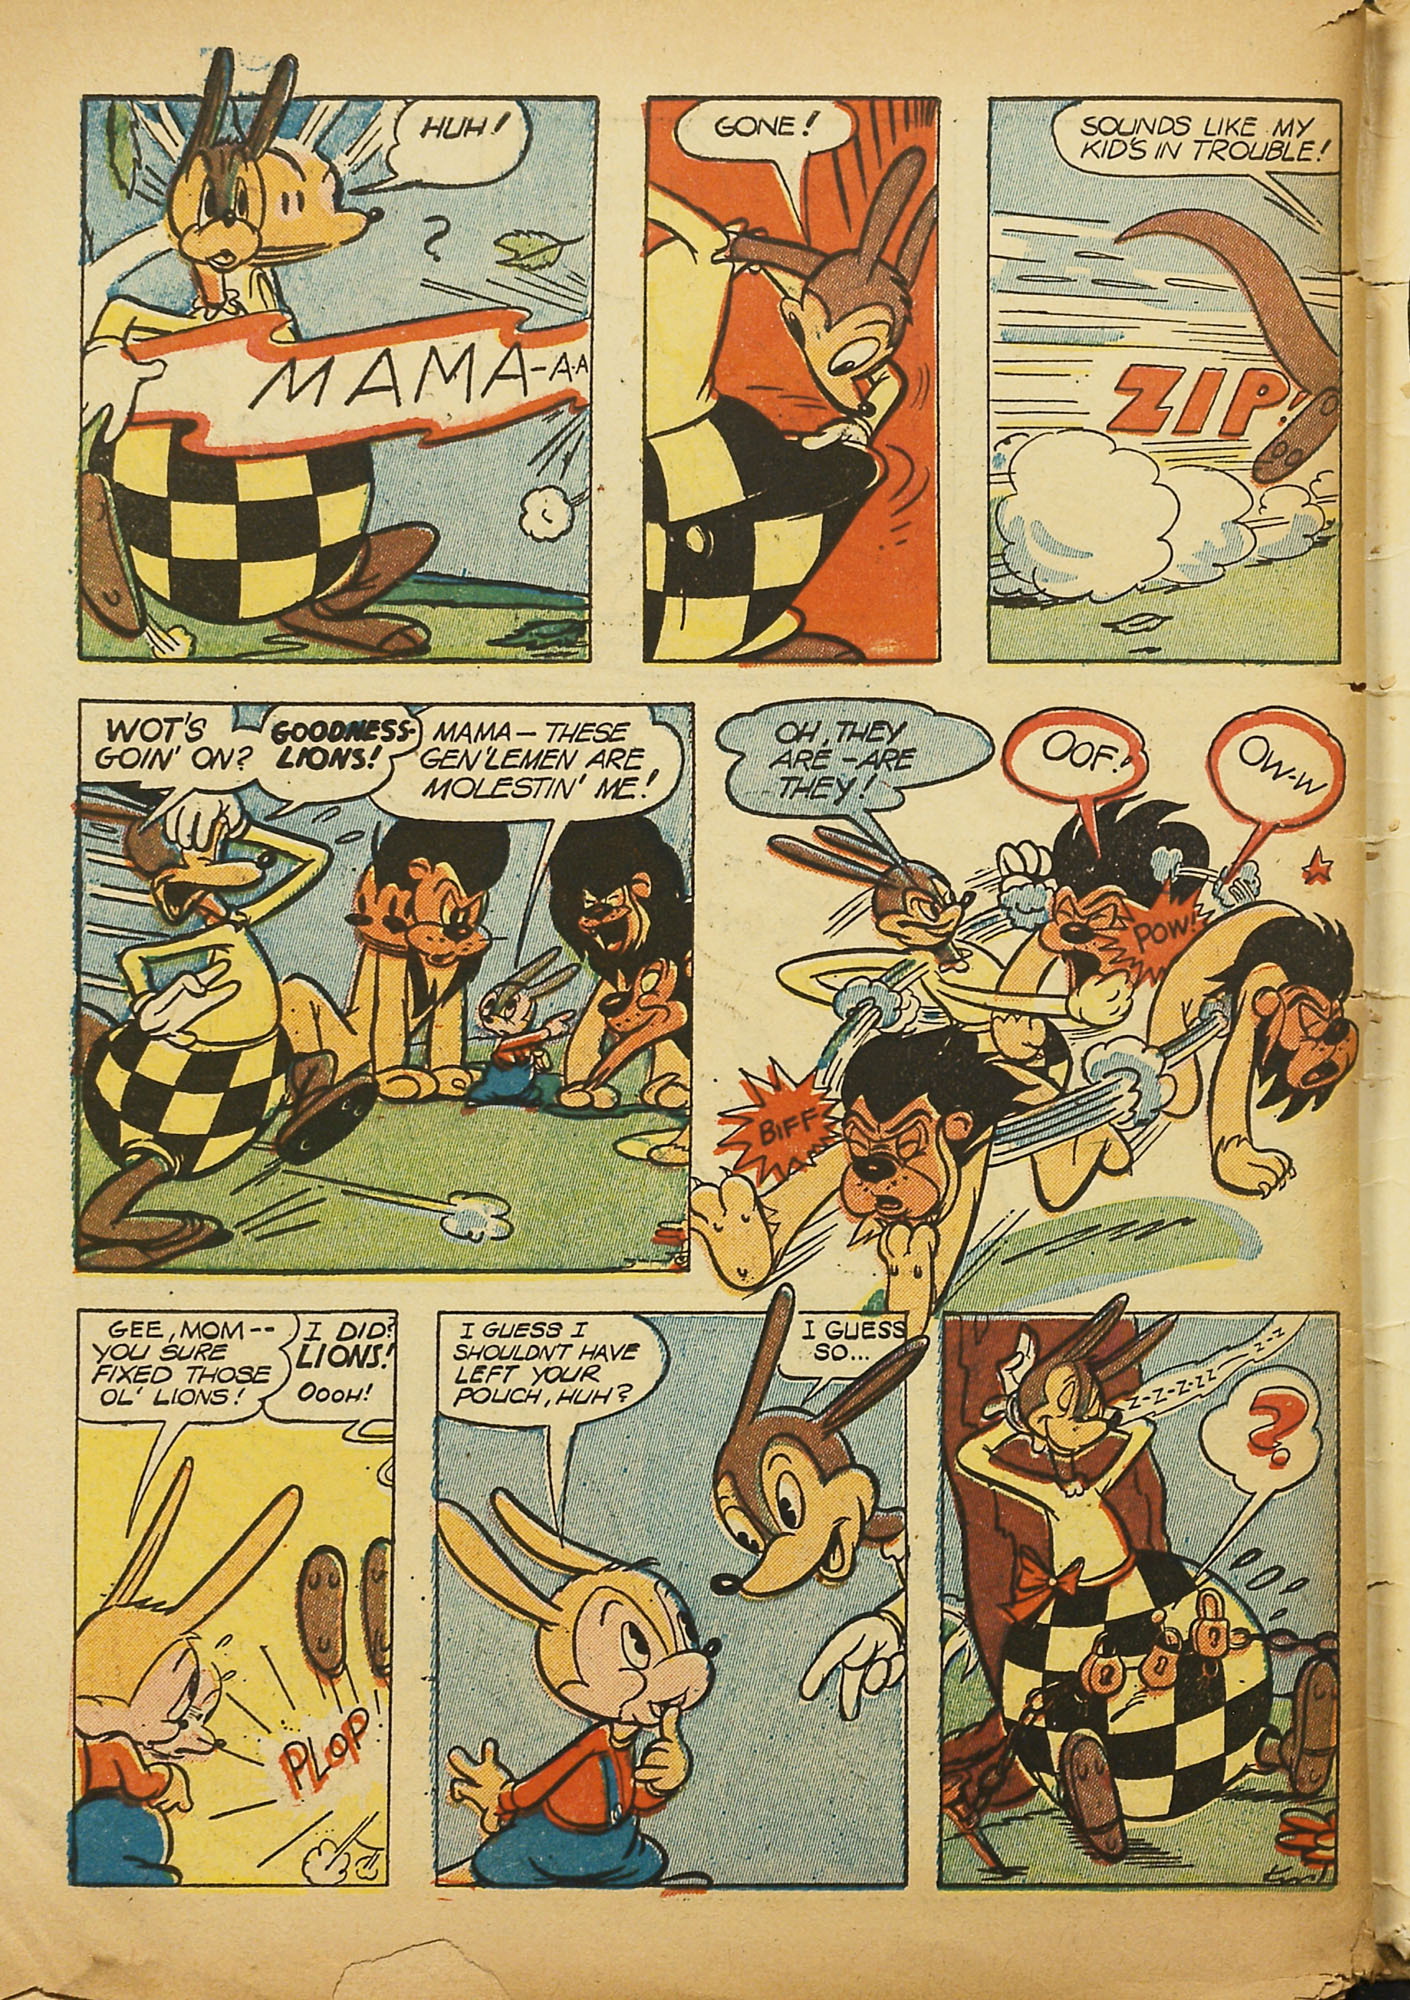 HUH!
?
MAMA-A-A
GONE!
SOUNDS LIKE MY
KID'S IN TROUBLE!
ZIP!
WOT'S
GOIN' ON?
GOODNESS-
LIONS!
MAMA— THESE
GEN'LEMEN ARE
MOLESTIN' ME!
OH, THEY
ARE -ARE
THEY!
OOF!
OW-W
POW!
BIFF
GEE, MOM--
YOU SURE
FIXED THOSE
OL' LIONS!
I DID?
LIONS!
OOOH!
PLOP!
I GUESS I
SHOULDN'T HAVE
LEFT YOUR
POUCH, HUH?
I GUESS
SO...
Z-Z-Z-ZZ
Z-Z-Z
?